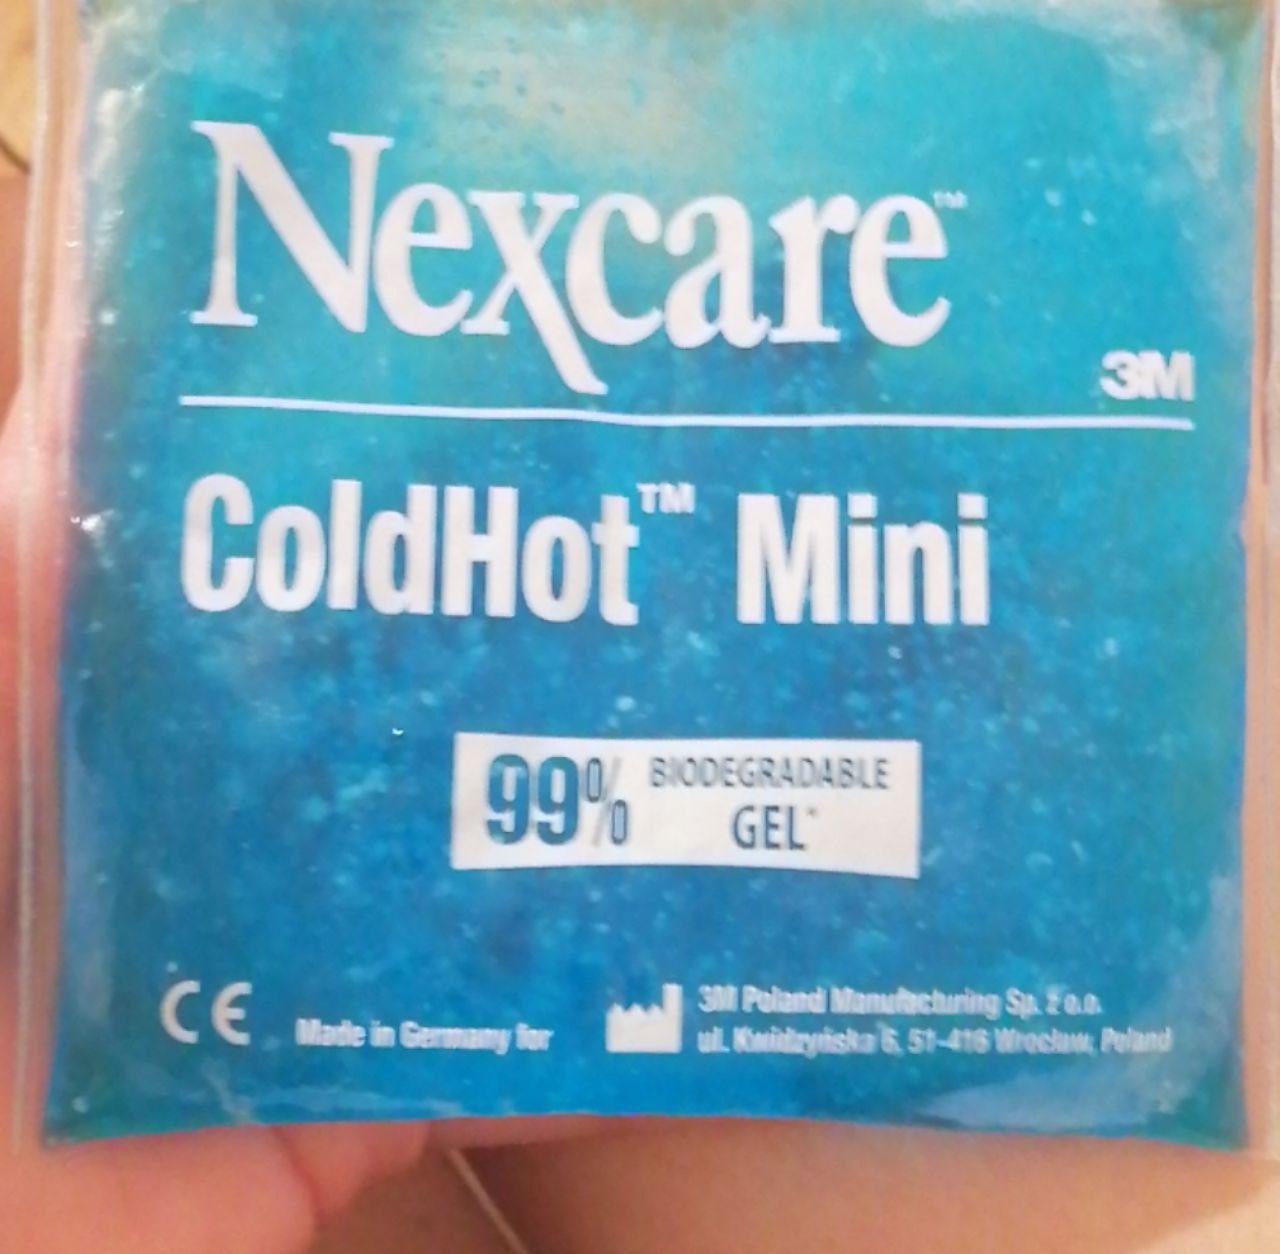 Nexcare™
3M
ColdHot™ Mini
99% BIODEGRADABLE
GEL*
CE
Made in Germany for
3M Poland Manufacturing Sp. z o.o.
ul. Kwidzyńska 6, 51-416 Wrocław, Poland